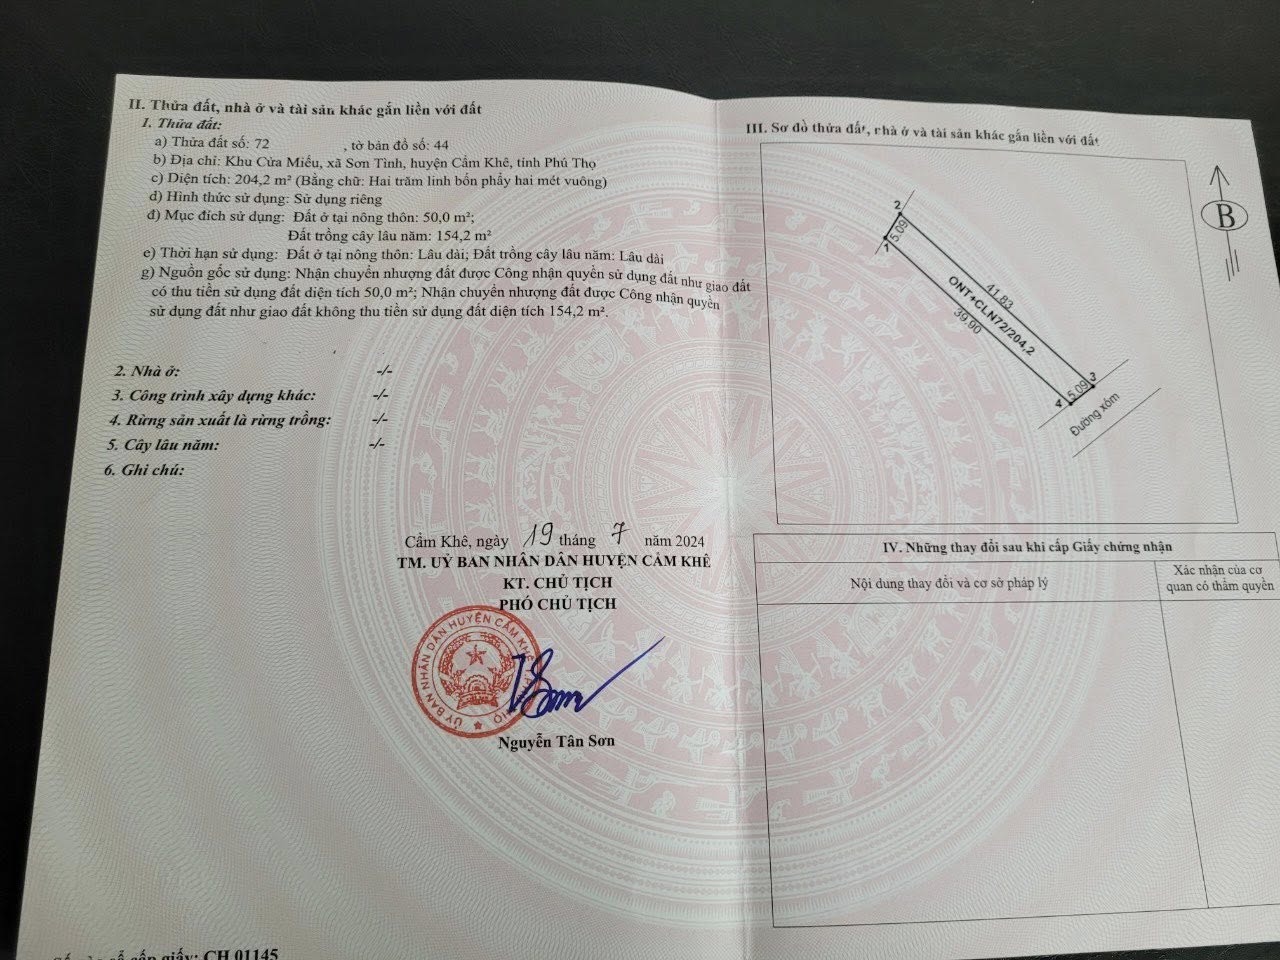 II. Thửa đất, nhà ở và tài sản khác gắn liền với đất
1. Thửa đất:
a) Thửa đất số: 72 , tờ bản đồ số: 44
b) Địa chỉ: Khu Cửa Miếu, xã Sơn Tình, huyện Cẩm Khê, tỉnh Phú Thọ
c) Diện tích: 204,2 m² (Bằng chữ: Hai trăm linh bốn phẩy hai mét vuông)
d) Hình thức sử dụng: Sử dụng riêng
đ) Mục đích sử dụng: Đất ở tại nông thôn: 50,0 m²;
Đất trồng cây lâu năm: 154,2 m²
e) Thời hạn sử dụng: Đất ở tại nông thôn: Lâu dài; Đất trồng cây lâu năm: Lâu dài
g) Nguồn gốc sử dụng: Nhận chuyển nhượng đất được Công nhận quyền sử dụng đất như giao đất
có thu tiền sử dụng đất diện tích 50,0 m²; Nhận chuyển nhượng đất được Công nhận quyền
sử dụng đất như giao đất không thu tiền sử dụng đất diện tích 154,2 m².
2. Nhà ở: -/-
3. Công trình xây dựng khác: -/-
4. Rừng sản xuất là rừng trồng: -/-
5. Cây lâu năm: -/-
6. Ghi chú:
Cẩm Khê, ngày 19 tháng 7 năm 2024
TM. UỶ BAN NHÂN DÂN HUYỆN CẨM KHÊ
KT. CHỦ TỊCH
PHÓ CHỦ TỊCH
ỦY BAN NHÂN DÂN HUYỆN CẨM KHÊ
Nguyễn Tân Sơn
Số vào sổ cấp giấy: CH 01145
III. Sơ đồ thửa đất, nhà ở và tài sản khác gắn liền với đất
B
2
5.09
1
41.83
ONT+CLN72/204,2
39.90
3
5.09
4
Đường xóm
IV. Những thay đổi sau khi cấp Giấy chứng nhận
Nội dung thay đổi và cơ sở pháp lý
Xác nhận của cơ
quan có thẩm quyền